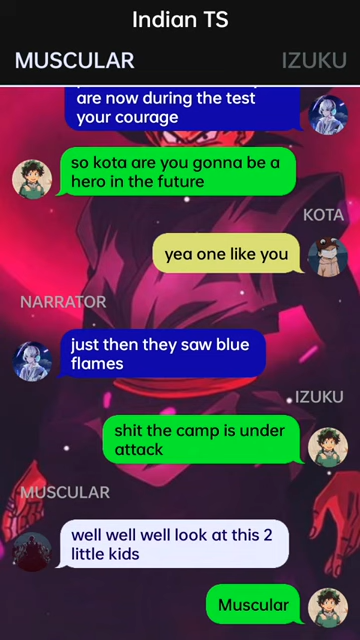 Indian TS
MUSCULAR IZUKU
are now during the test
your courage
so kota are you gonna be a
hero in the future
KOTA
yea one like you
NARRATOR
just then they saw blue
flames
IZUKU
shit the camp is under
attack
MUSCULAR
well well well look at this 2
little kids
Muscular